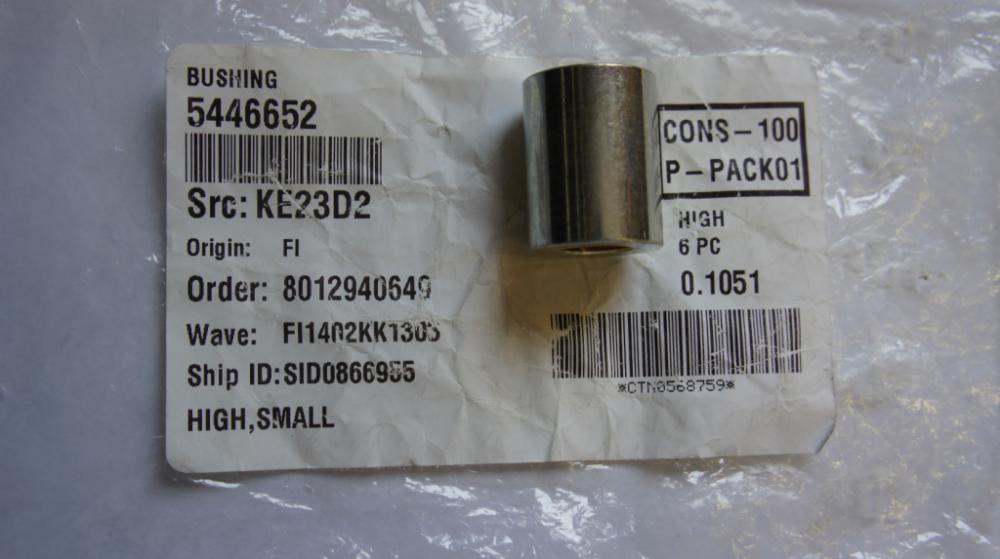 BUSHING
5446652
Src: KE23D2
Origin: FI
Order: 8012940649
Wave: FI1402KK1303
Ship ID:SID0866955
HIGH,SMALL
CONS-100
P-PACK01
HIGH
6 PC
0.1051
*CTN0568759*